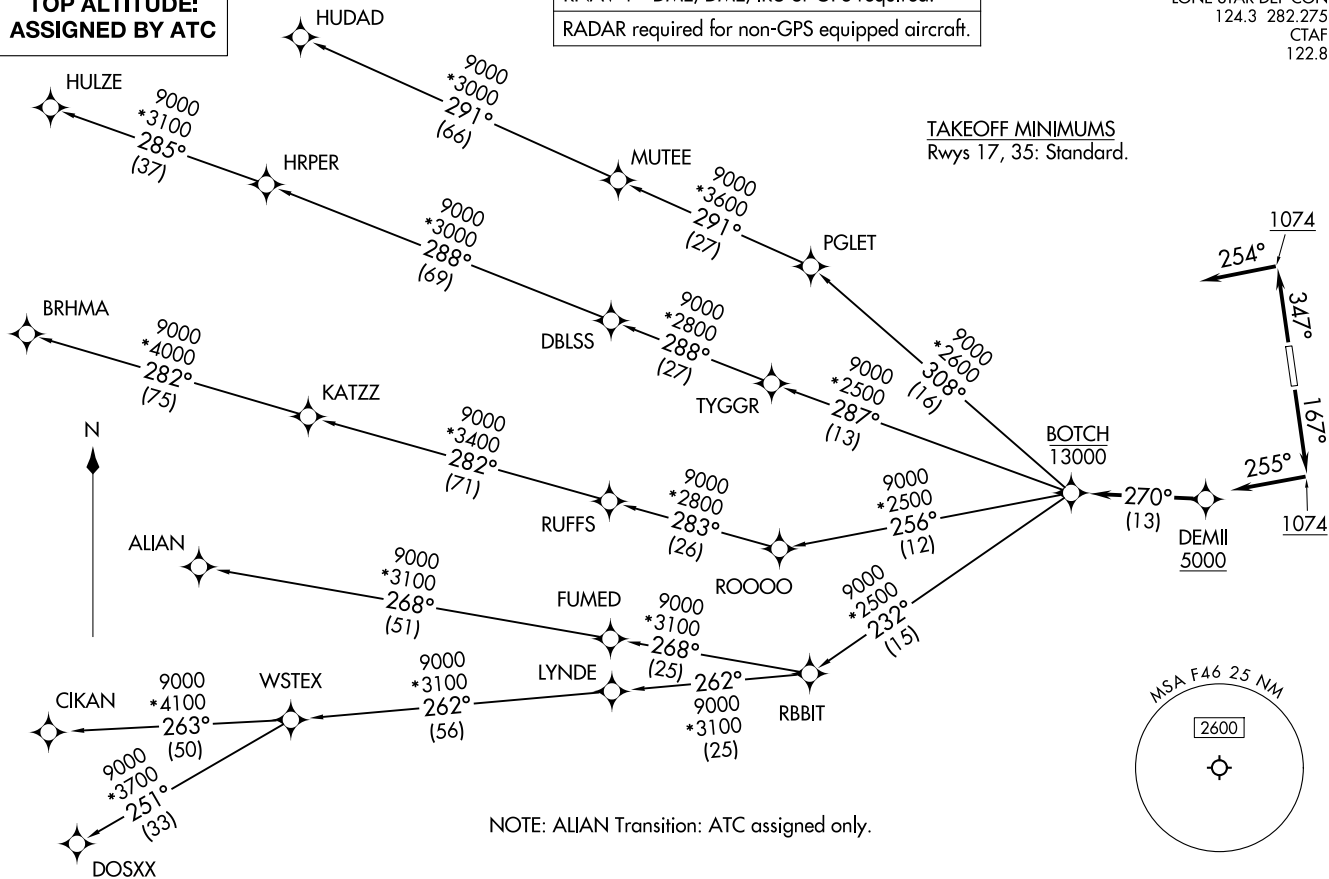 TOP ALTITUDE:
ASSIGNED BY ATC
RADAR required for non-GPS equipped aircraft.
124.3 282.275
CTAF
122.8
HUDAD
9000
*3000
291°
(66)
HULZE
9000
*3100
285°
(37)
HRPER
MUTEE
TAKEOFF MINIMUMS
Rwys 17, 35: Standard.
9000
*3600
291°
(27)
PGLET
9000
*3000
288°
(69)
1074
254°
347°
BRHMA
9000
*4000
282°
(75)
DBLSS
9000
*2800
288°
(27)
TYGGR
9000
*2600
308°
(16)
9000
*2500
287°
(13)
KATZZ
167°
N
9000
*3400
282°
(71)
BOTCH
13000
255°
RUFFS
9000
*2800
283°
(26)
9000
*2500
256°
(12)
270°
(13)
DEMII
5000
1074
ALIAN
9000
*3100
268°
(51)
ROOOO
FUMED
9000
*3100
268°
(25)
9000
*2500
232°
(15)
LYNDE
262°
9000
*3100
(25)
RBBIT
WSTEX
9000
*3100
262°
(56)
CIKAN
9000
*4100
263°
(50)
9000
*3700
251°
(33)
DOSXX
MSA F46 25 NM
2600
NOTE: ALIAN Transition: ATC assigned only.